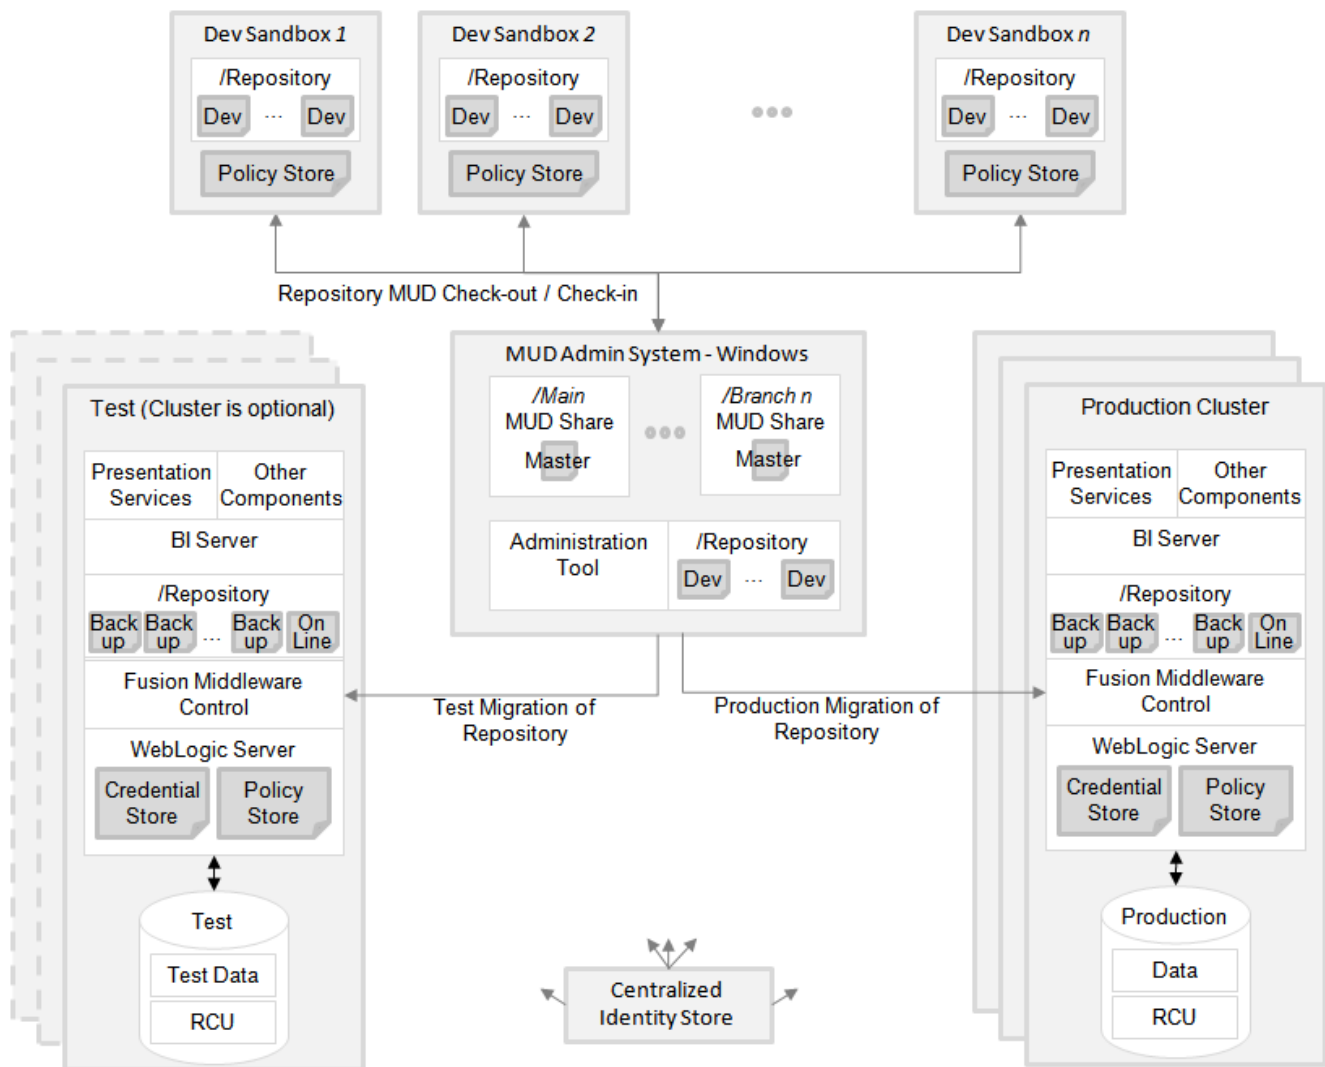 Dev Sandbox 1
/Repository
Dev ... Dev
Policy Store
Dev Sandbox 2
/Repository
Dev ... Dev
Policy Store
Dev Sandbox n
/Repository
Dev ... Dev
Policy Store
Repository MUD Check-out / Check-in
MUD Admin System - Windows
/Main
MUD Share
Master
/Branch n
MUD Share
Master
Administration
Tool
/Repository
Dev ... Dev
Test (Cluster is optional)
Presentation
Services
Other
Components
BI Server
/Repository
Back
up
Back
up
...
Back
up
On
Line
Fusion Middleware
Control
WebLogic Server
Credential
Store
Policy
Store
Test
Test Data
RCU
Test Migration of
Repository
Production Migration of
Repository
Production Cluster
Presentation
Services
Other
Components
BI Server
/Repository
Back
up
Back
up
...
Back
up
On
Line
Fusion Middleware
Control
WebLogic Server
Credential
Store
Policy
Store
Production
Data
RCU
Centralized
Identity Store